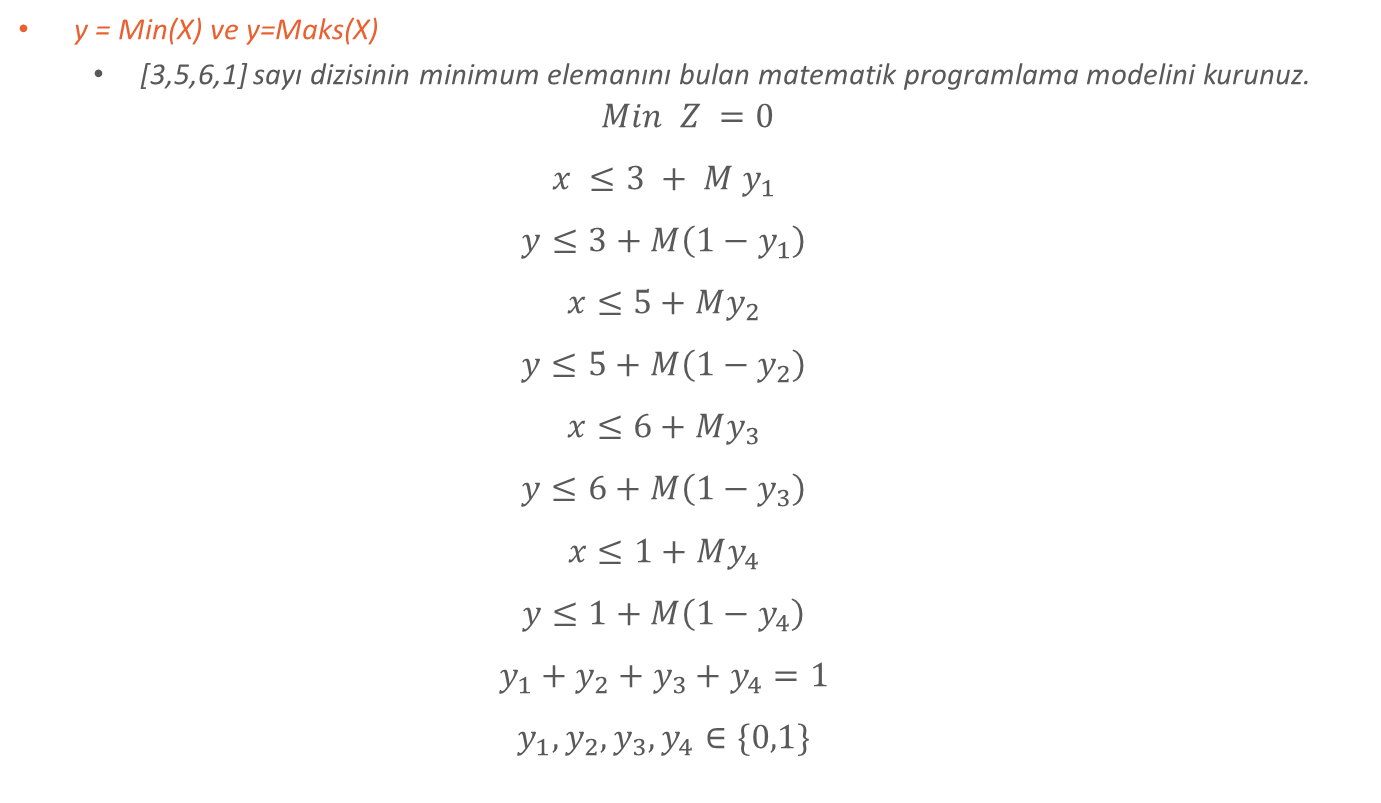 • y = Min(X) ve y=Maks(X)
• [3,5,6,1] sayı dizisinin minimum elemanını bulan matematik programlama modelini kurunuz.
Min Z = 0
x ≤ 3 + M y₁
y ≤ 3 + M(1 − y₁)
x ≤ 5 + My₂
y ≤ 5 + M(1 − y₂)
x ≤ 6 + My₃
y ≤ 6 + M(1 − y₃)
x ≤ 1 + My₄
y ≤ 1 + M(1 − y₄)
y₁ + y₂ + y₃ + y₄ = 1
y₁, y₂, y₃, y₄ ∈ {0,1}